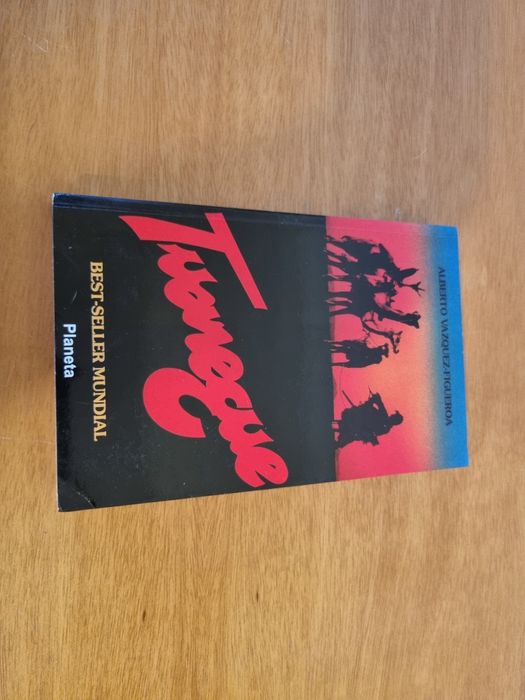 ALBERTO VAZQUEZ-FIGUEROA
Tuareg
BEST-SELLER MUNDIAL
Planeta